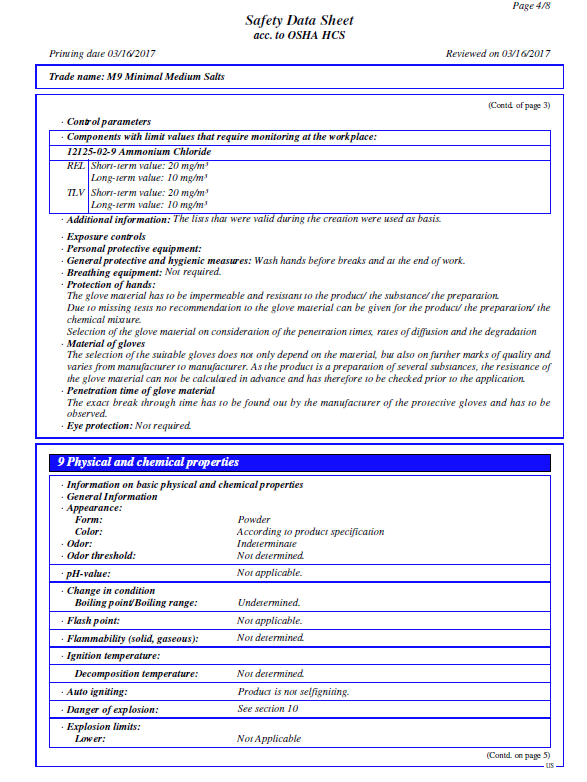 Page 4/8
Safety Data Sheet
acc. to OSHA HCS
Printing date 03/16/2017 Reviewed on 03/16/2017
Trade name: M9 Minimal Medium Salts
(Contd. of page 3)
· Control parameters
· Components with limit values that require monitoring at the workplace:
12125-02-9 Ammonium Chloride
REL Short-term value: 20 mg/m³
Long-term value: 10 mg/m³
TLV Short-term value: 20 mg/m³
Long-term value: 10 mg/m³
· Additional information: The lists that were valid during the creation were used as basis.
· Exposure controls
· Personal protective equipment:
· General protective and hygienic measures: Wash hands before breaks and at the end of work.
· Breathing equipment: Not required.
· Protection of hands:
The glove material has to be impermeable and resistant to the product/ the substance/ the preparation.
Due to missing tests no recommendation to the glove material can be given for the product/ the preparation/ the
chemical mixture.
Selection of the glove material on consideration of the penetration times, rates of diffusion and the degradation
· Material of gloves
The selection of the suitable gloves does not only depend on the material, but also on further marks of quality and
varies from manufacturer to manufacturer. As the product is a preparation of several substances, the resistance of
the glove material can not be calculated in advance and has therefore to be checked prior to the application.
· Penetration time of glove material
The exact break through time has to be found out by the manufacturer of the protective gloves and has to be
observed.
· Eye protection: Not required.
9 Physical and chemical properties
· Information on basic physical and chemical properties
· General Information
· Appearance:
Form: Powder
Color: According to product specification
· Odor: Indeterminate
· Odor threshold: Not determined.
· pH-value: Not applicable.
· Change in condition
Boiling point/Boiling range: Undetermined.
· Flash point: Not applicable.
· Flammability (solid, gaseous): Not determined.
· Ignition temperature:
Decomposition temperature: Not determined.
· Auto igniting: Product is not selfigniting.
· Danger of explosion: See section 10
· Explosion limits:
Lower: Not Applicable
(Contd. on page 5)
US